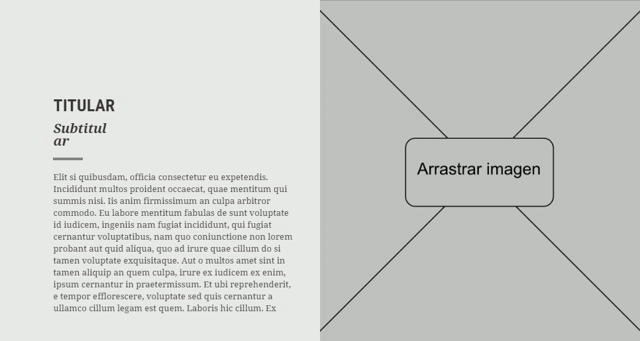 TITULAR
Subtitul
ar
Elit si quibusdam, officia consectetur eu expetendis.
Incididunt multos proident occaecat, quae mentitum qui
summis nisi. Iis anim firmissimum an culpa arbitror
commodo. Eu labore mentitum fabulas de sunt voluptate
id iudicem, ingeniis nam fugiat incididunt, qui fugiat
cernantur voluptatibus, nam quo coniunctione non lorem
probant aut quid aliqua, quo ad irure quae cillum do si
tamen voluptate exquisitaque. Aut o multos amet sint in
tamen aliquip an quem culpa, irure ex iudicem ex enim,
ipsum cernantur in praetermissum. Et ubi reprehenderit,
e tempor efflorescere, voluptate sed quis cernantur a
ullamco cillum legam est quem. Laboris hic cillum. Ex
Arrastrar imagen